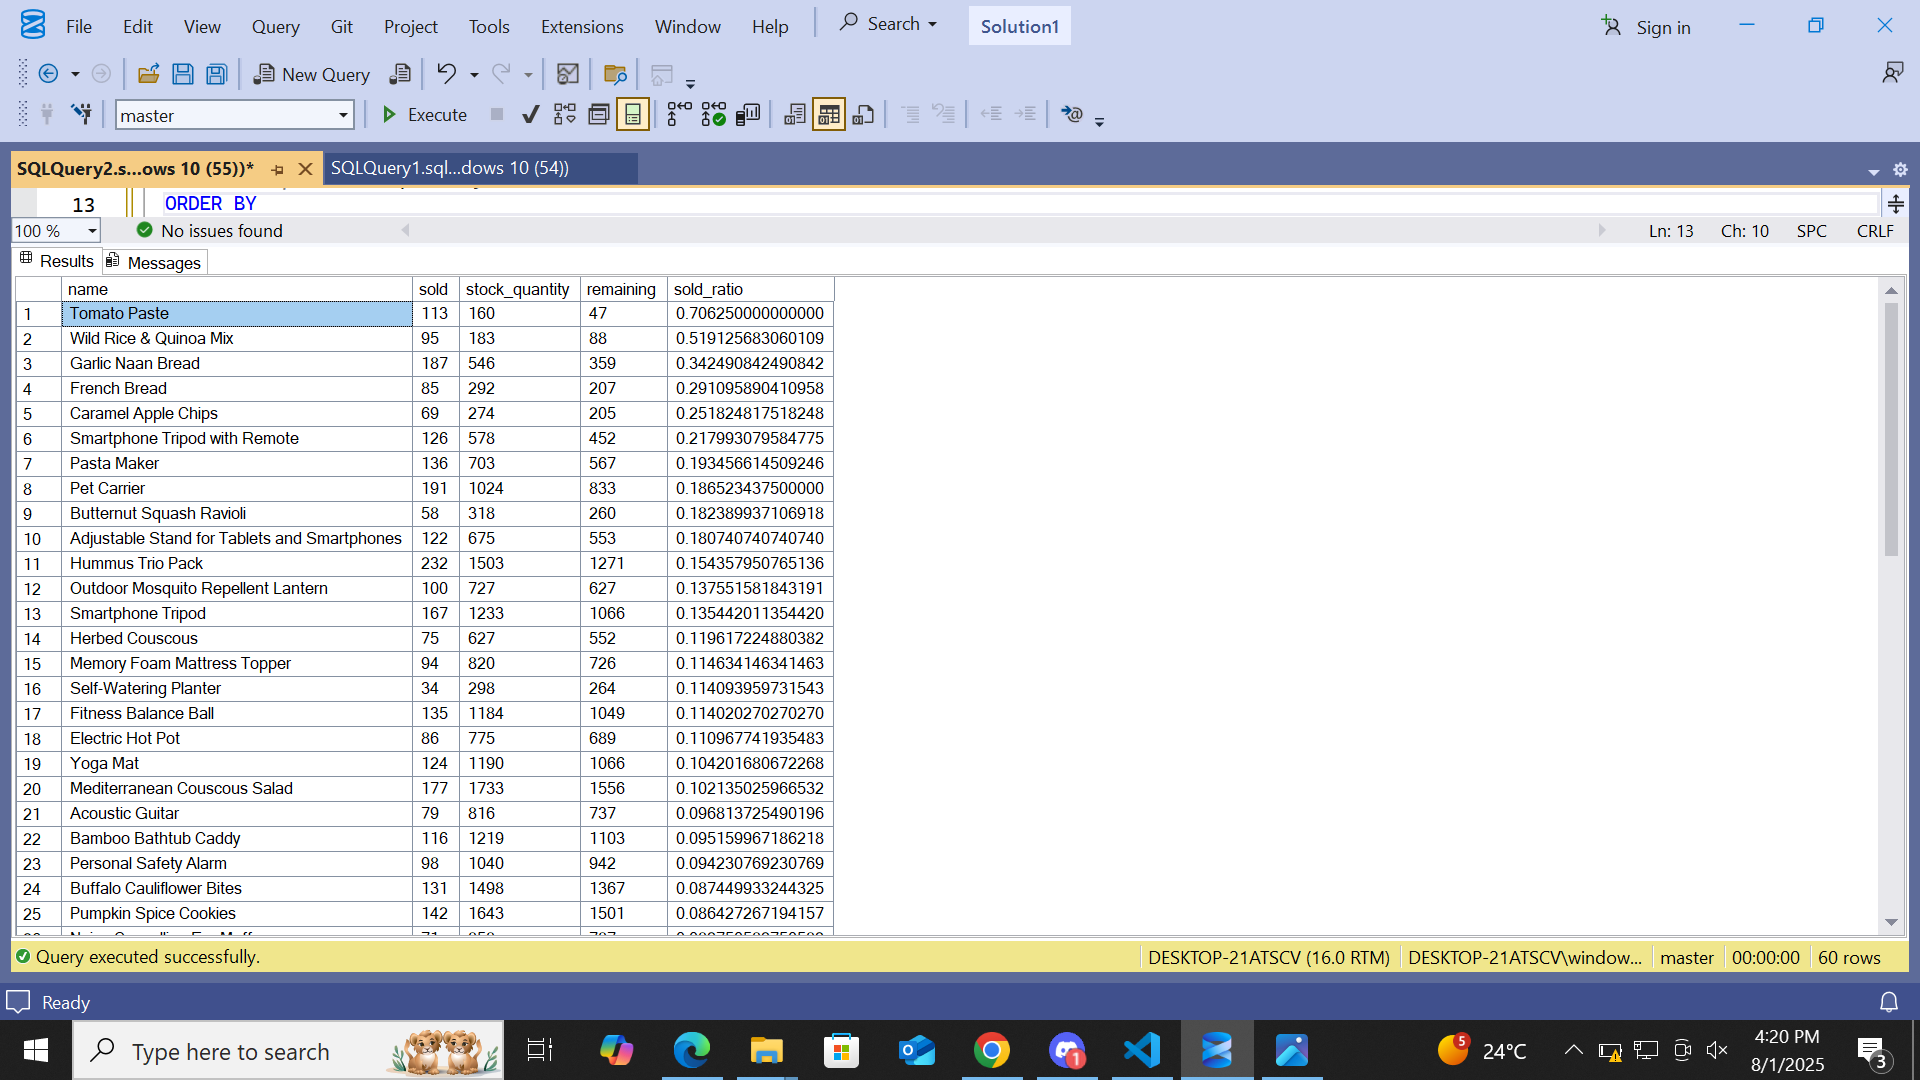 File Edit View Query Git Project Tools Extensions Window Help Search Solution1 Sign in
New Query
master Execute
SQLQuery2.s...ows 10 (55))* SQLQuery1.sql...dows 10 (54))
13 ORDER BY
100 % No issues found Ln: 13 Ch: 10 SPC CRLF
Results Messages
name sold stock_quantity remaining sold_ratio
1 Tomato Paste 113 160 47 0.706250000000000
2 Wild Rice & Quinoa Mix 95 183 88 0.519125683060109
3 Garlic Naan Bread 187 546 359 0.342490842490842
4 French Bread 85 292 207 0.291095890410958
5 Caramel Apple Chips 69 274 205 0.251824817518248
6 Smartphone Tripod with Remote 126 578 452 0.217993079584775
7 Pasta Maker 136 703 567 0.193456614509246
8 Pet Carrier 191 1024 833 0.186523437500000
9 Butternut Squash Ravioli 58 318 260 0.182389937106918
10 Adjustable Stand for Tablets and Smartphones 122 675 553 0.180740740740740
11 Hummus Trio Pack 232 1503 1271 0.154357950765136
12 Outdoor Mosquito Repellent Lantern 100 727 627 0.137551581843191
13 Smartphone Tripod 167 1233 1066 0.135442011354420
14 Herbed Couscous 75 627 552 0.119617224880382
15 Memory Foam Mattress Topper 94 820 726 0.114634146341463
16 Self-Watering Planter 34 298 264 0.114093959731543
17 Fitness Balance Ball 135 1184 1049 0.114020270270270
18 Electric Hot Pot 86 775 689 0.110967741935483
19 Yoga Mat 124 1190 1066 0.104201680672268
20 Mediterranean Couscous Salad 177 1733 1556 0.102135025966532
21 Acoustic Guitar 79 816 737 0.096813725490196
22 Bamboo Bathtub Caddy 116 1219 1103 0.095159967186218
23 Personal Safety Alarm 98 1040 942 0.094230769230769
24 Buffalo Cauliflower Bites 131 1498 1367 0.087449933244325
25 Pumpkin Spice Cookies 142 1643 1501 0.086427267194157
Query executed successfully. DESKTOP-21ATSCV (16.0 RTM) DESKTOP-21ATSCV\window... master 00:00:00 60 rows
Ready
Type here to search 1 5 24°C 4:20 PM 3
8/1/2025